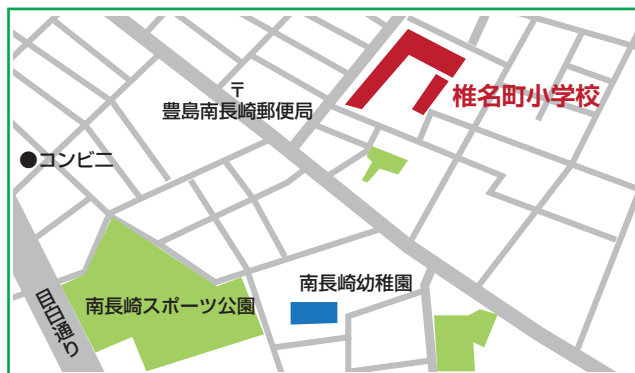 〒
豊島南長崎郵便局
椎名町小学校
●コンビニ
南長崎幼稚園
南長崎スポーツ公園
目白通り